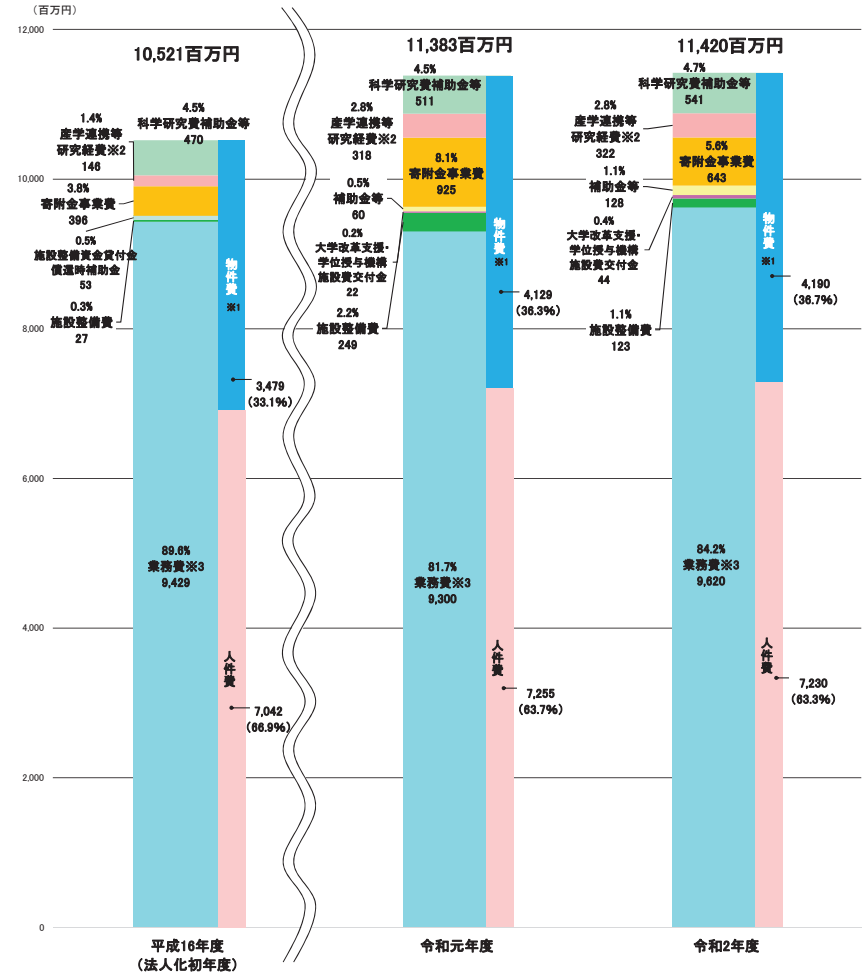 （百万円）
12,000
10,000
8,000
6,000
4,000
2,000
0
10,521百万円
4.5%
科学研究費補助金等
470
1.4%
産学連携等
研究経費※2
146
3.8%
寄附金事業費
396
0.5%
施設整備資金貸付金
償還時補助金
53
0.3%
施設整備費
27
物件費
※1
3,479
(33.1%)
89.6%
業務費※3
9,429
人件費
7,042
(66.9%)
平成16年度
（法人化初年度）
11,383百万円
4.5%
科学研究費補助金等
511
2.8%
産学連携等
研究経費※2
318
8.1%
寄附金事業費
925
0.5%
補助金等
60
0.2%
大学改革支援・
学位授与機構
施設費交付金
22
2.2%
施設整備費
249
物件費
※1
4,129
(36.3%)
81.7%
業務費※3
9,300
人件費
7,255
(63.7%)
令和元年度
11,420百万円
4.7%
科学研究費補助金等
541
2.8%
産学連携等
研究経費※2
322
5.6%
寄附金事業費
643
1.1%
補助金等
128
0.4%
大学改革支援・
学位授与機構
施設費交付金
44
1.1%
施設整備費
123
物件費
※1
4,190
(36.7%)
84.2%
業務費※3
9,620
人件費
7,230
(63.3%)
令和2年度